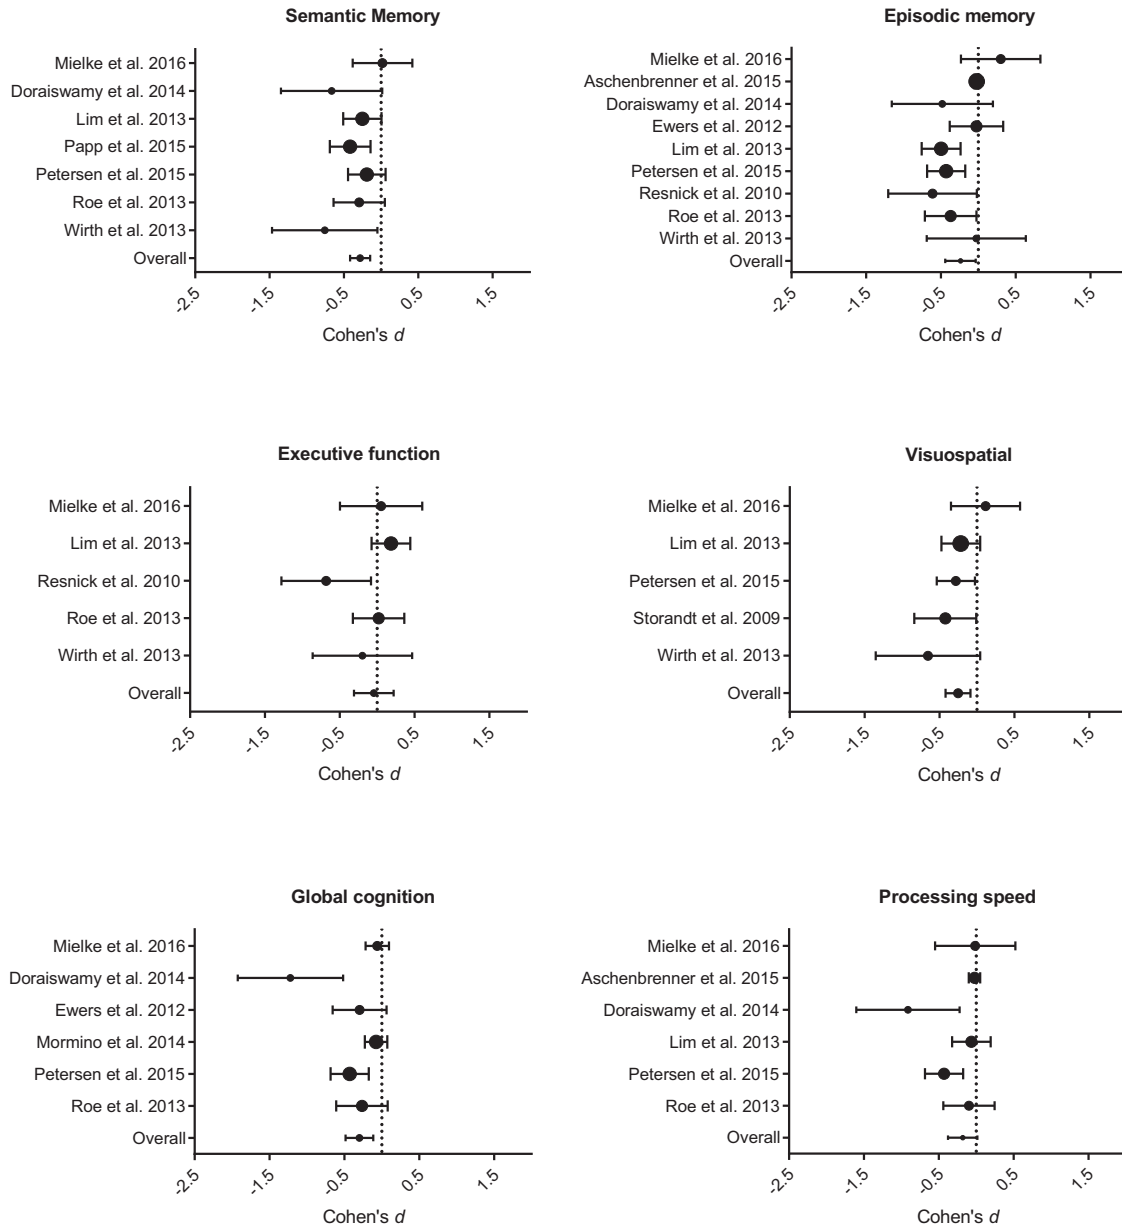 Semantic Memory
Mielke et al. 2016
Doraiswamy et al. 2014
Lim et al. 2013
Papp et al. 2015
Petersen et al. 2015
Roe et al. 2013
Wirth et al. 2013
Overall
-2.5 -1.5 -0.5 0.5 1.5
Cohen's d
Episodic memory
Mielke et al. 2016
Aschenbrenner et al. 2015
Doraiswamy et al. 2014
Ewers et al. 2012
Lim et al. 2013
Petersen et al. 2015
Resnick et al. 2010
Roe et al. 2013
Wirth et al. 2013
Overall
-2.5 -1.5 -0.5 0.5 1.5
Cohen's d
Executive function
Mielke et al. 2016
Lim et al. 2013
Resnick et al. 2010
Roe et al. 2013
Wirth et al. 2013
Overall
-2.5 -1.5 -0.5 0.5 1.5
Cohen's d
Visuospatial
Mielke et al. 2016
Lim et al. 2013
Petersen et al. 2015
Storandt et al. 2009
Wirth et al. 2013
Overall
-2.5 -1.5 -0.5 0.5 1.5
Cohen's d
Global cognition
Mielke et al. 2016
Doraiswamy et al. 2014
Ewers et al. 2012
Mormino et al. 2014
Petersen et al. 2015
Roe et al. 2013
Overall
-2.5 -1.5 -0.5 0.5 1.5
Cohen's d
Processing speed
Mielke et al. 2016
Aschenbrenner et al. 2015
Doraiswamy et al. 2014
Lim et al. 2013
Petersen et al. 2015
Roe et al. 2013
Overall
-2.5 -1.5 -0.5 0.5 1.5
Cohen's d